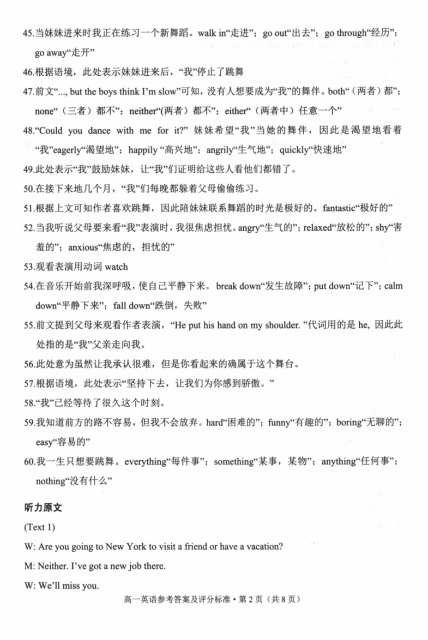 45.当妹妹进来时我正在练习一个新舞蹈。walk in“走进”；go out“出去”；go through“经历”；
go away“走开”
46.根据语境，此处表示妹妹进来后，“我”停止了跳舞
47.前文“..., but the boys think I'm slow”可知，没有人想要成为“我”的舞伴。both“（两者）都”；
none“（三者）都不”；neither“(两者）都不”；either“（两者中）任意一个”
48.“Could you dance with me for it?” 妹妹希望“我”当她的舞伴，因此是渴望地看着
“我”eagerly“渴望地”；happily “高兴地”；angrily“生气地”；quickly“快速地”
49.此处表示“我”鼓励妹妹，让“我”们证明给这些人看他们都错了。
50.在接下来地几个月，“我”们每晚都躲着父母偷偷练习。
51.根据上文可知作者喜欢跳舞，因此陪妹妹联系舞蹈的时光是极好的。fantastic“极好的”
52.当我听说父母要来看“我”表演时，我很焦虑担忧。angry“生气的”；relaxed“放松的”；shy“害
羞的”；anxious“焦虑的，担忧的”
53.观看表演用动词 watch
54.在音乐开始前我深呼吸，使自己平静下来。break down“发生故障”；put down“记下”；calm
down“平静下来”；fall down“跌倒，失败”
55.前文提到父母来观看作者表演，“He put his hand on my shoulder. ”代词用的是 he, 因此此
处指的是“我”父亲走向我。
56.此处意为虽然让我承认很难，但是你看起来的确属于这个舞台。
57.根据语境，此处表示“坚持下去，让我们为你感到骄傲。”
58.“我”已经等待了很久这个时刻。
59.我知道前方的路不容易，但我不会放弃。hard“困难的”；funny“有趣的”；boring“无聊的”；
easy“容易的”
60.我一生只想要跳舞。everything“每件事”；something“某事，某物”；anything“任何事”；
nothing“没有什么”
听力原文
(Text 1)
W: Are you going to New York to visit a friend or have a vacation?
M: Neither. I've got a new job there.
W: We'll miss you.
高一英语参考答案及评分标准·第 2 页（共 8 页）